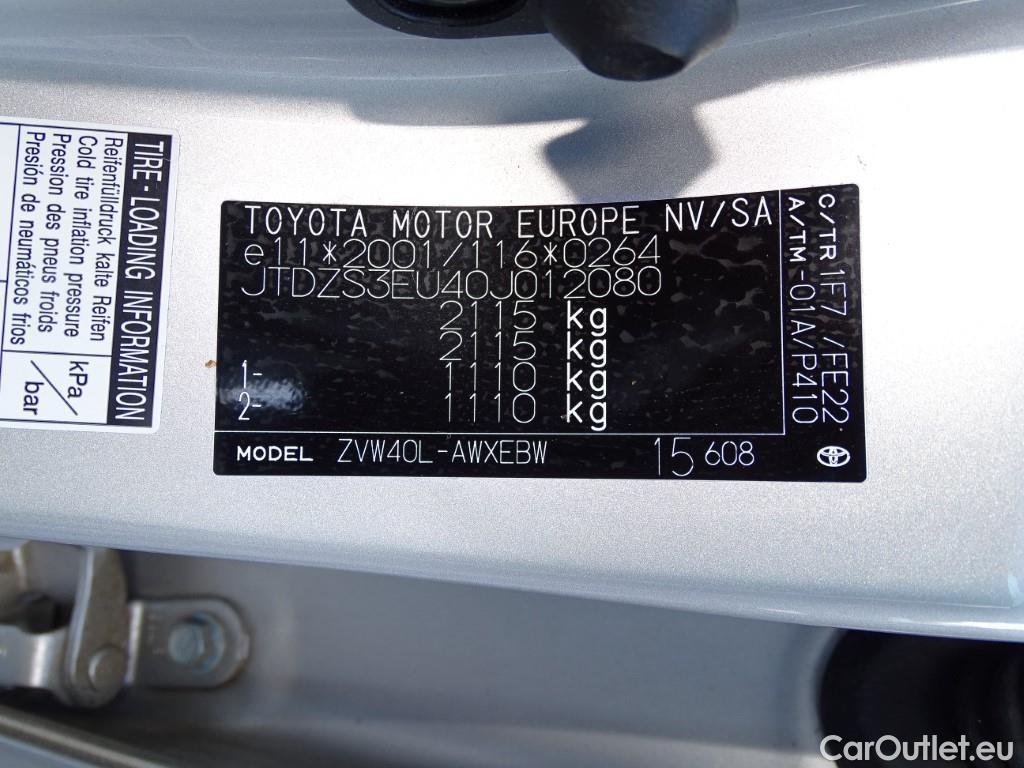 TIRE-LOADING INFORMATION
Reifenfülldruck kalte Reifen
Cold tire inflation pressure
Pression des pneus froids
Presión de neumáticos frios
kPa/
bar
TOYOTA MOTOR EUROPE NV/SA
e11*2001/116*0264
JTDZS3EU40J012080
2115 kg
2115 kg
1- 1110 kg
2- 1110 kg
MODEL ZVW40L-AWXEBW 15 608
C/TR 1F7 /FE22
A/TM -01A/P410
CarOutlet.eu